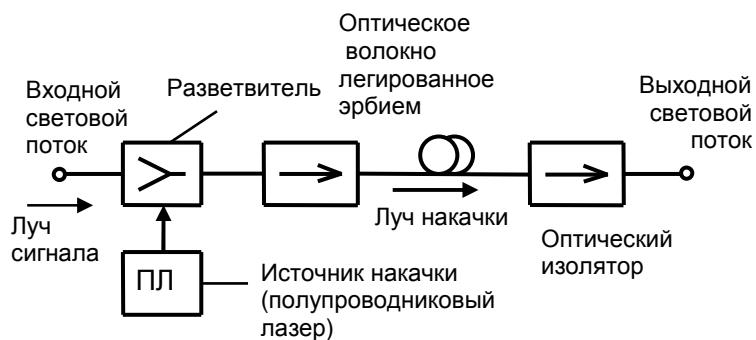 Входной
световой
поток
Разветвитель
Оптическое
волокно
легированное
эрбием
Выходной
световой
поток
Луч
сигнала
Луч накачки
Оптический
изолятор
ПЛ
Источник накачки
(полупроводниковый
лазер)